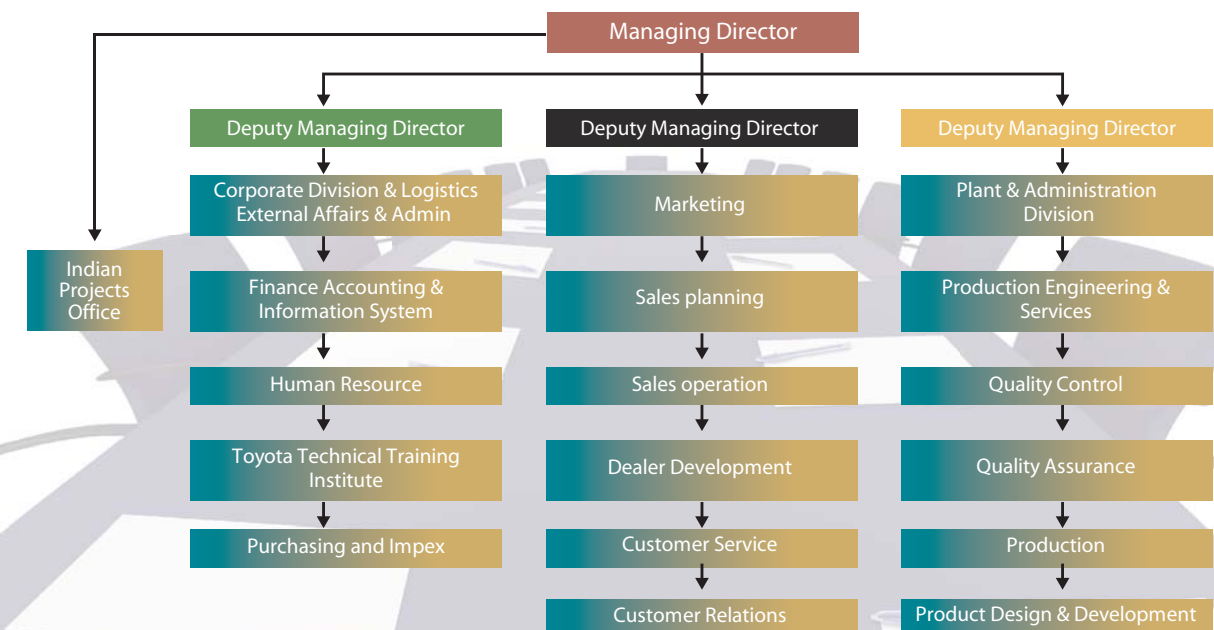 Managing Director
Deputy Managing Director
Deputy Managing Director
Deputy Managing Director
Corporate Division & Logistics
External Affairs & Admin
Marketing
Plant & Administration
Division
Indian
Projects
Office
Finance Accounting &
Information System
Sales planning
Production Engineering &
Services
Human Resource
Sales operation
Quality Control
Toyota Technical Training
Institute
Dealer Development
Quality Assurance
Purchasing and Impex
Customer Service
Production
Customer Relations
Product Design & Development